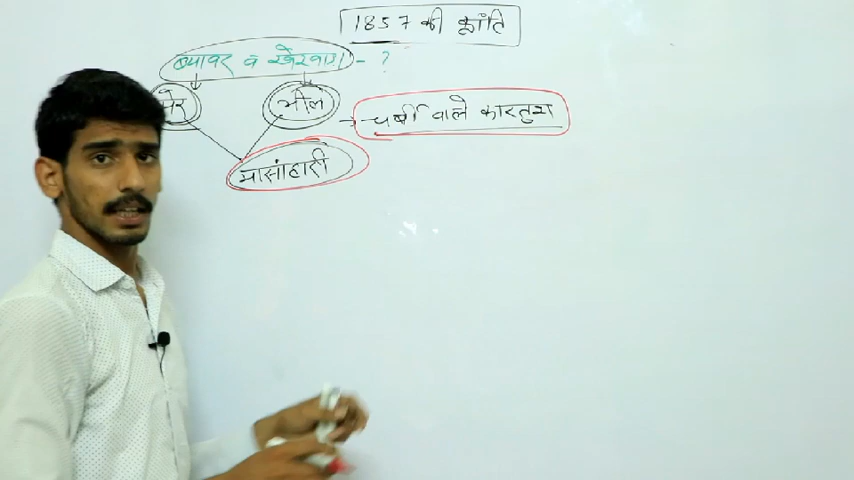 1857 की क्रांति
ब्यावर व खेरवाड़ा - ?
मेर भील → चर्बी वाले कारतुस
मासांहारी